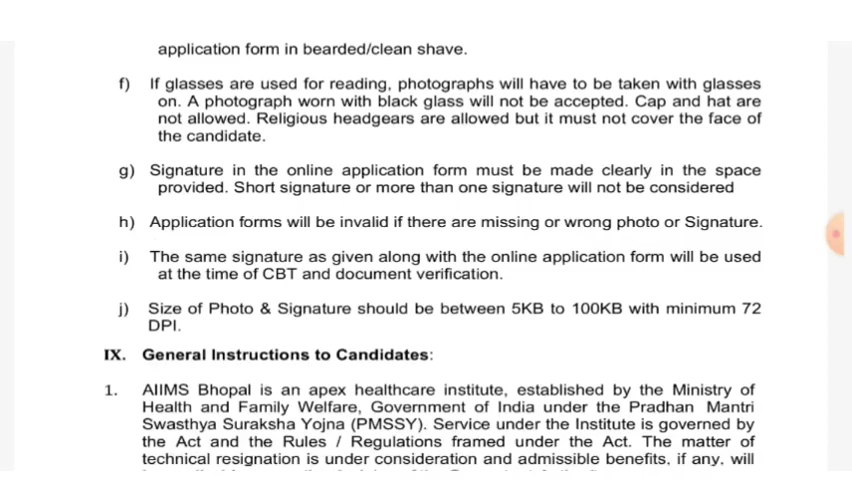 application form in bearded/clean shave.
f) If glasses are used for reading, photographs will have to be taken with glasses
on. A photograph worn with black glass will not be accepted. Cap and hat are
not allowed. Religious headgears are allowed but it must not cover the face of
the candidate.
g) Signature in the online application form must be made clearly in the space
provided. Short signature or more than one signature will not be considered
h) Application forms will be invalid if there are missing or wrong photo or Signature.
i) The same signature as given along with the online application form will be used
at the time of CBT and document verification.
j) Size of Photo & Signature should be between 5KB to 100KB with minimum 72
DPI.
IX. General Instructions to Candidates:
1. AIIMS Bhopal is an apex healthcare institute, established by the Ministry of
Health and Family Welfare, Government of India under the Pradhan Mantri
Swasthya Suraksha Yojna (PMSSY). Service under the Institute is governed by
the Act and the Rules / Regulations framed under the Act. The matter of
technical resignation is under consideration and admissible benefits, if any, will